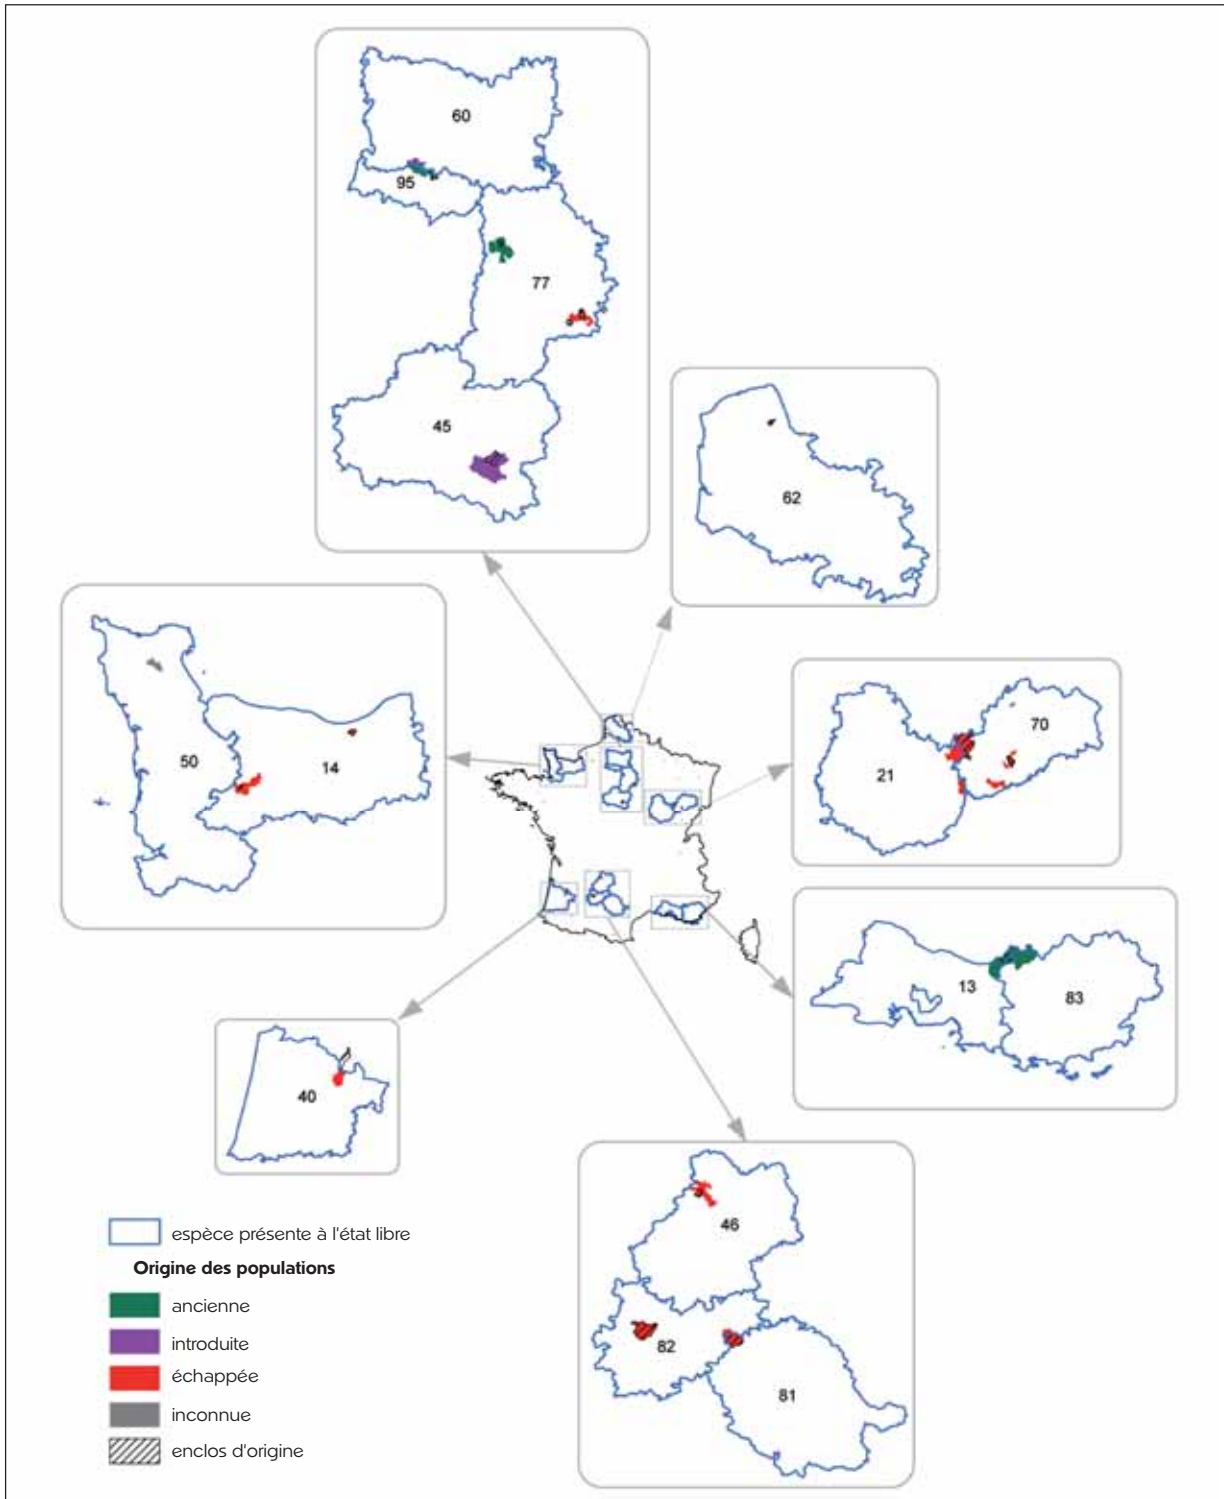 60
95
77
45
62
50
14
21
70
13
83
40
46
82
81
espèce présente à l'état libre
Origine des populations
ancienne
introduite
échappée
inconnue
enclos d'origine